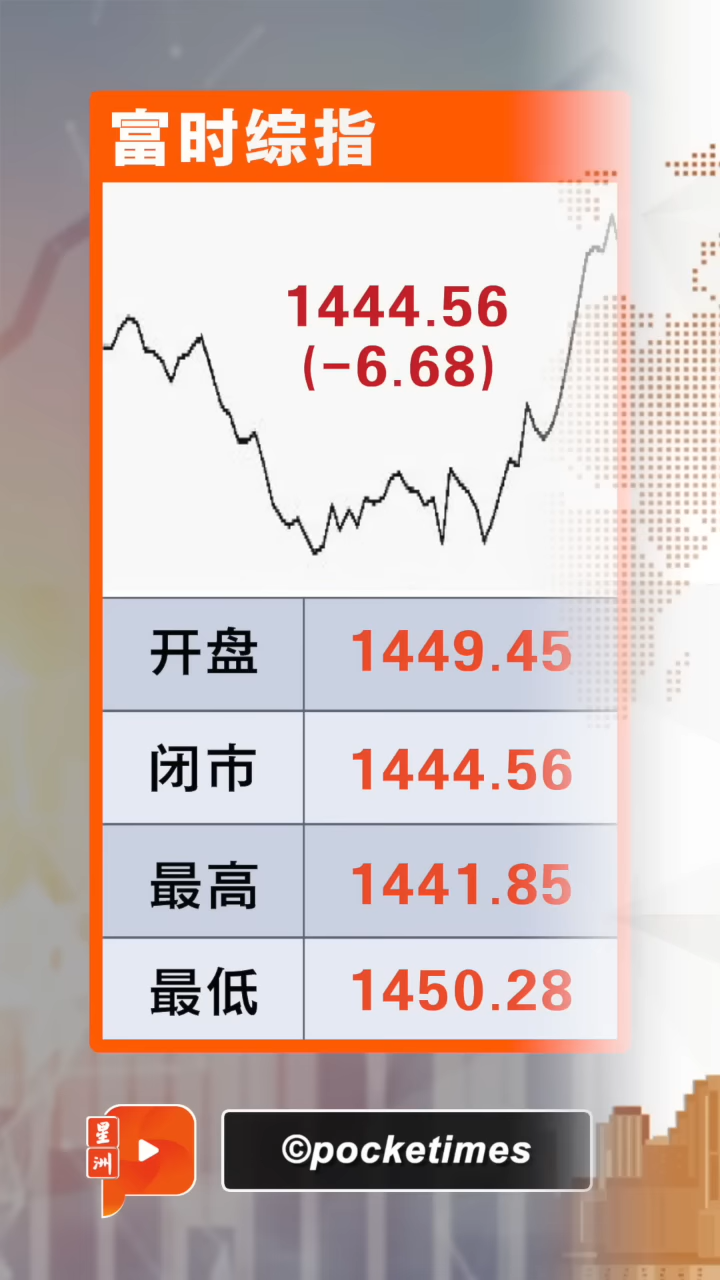 富时综指
1444.56
(-6.68)
开盘 1449.45
闭市 1444.56
最高 1441.85
最低 1450.28
星
洲
©pocketimes